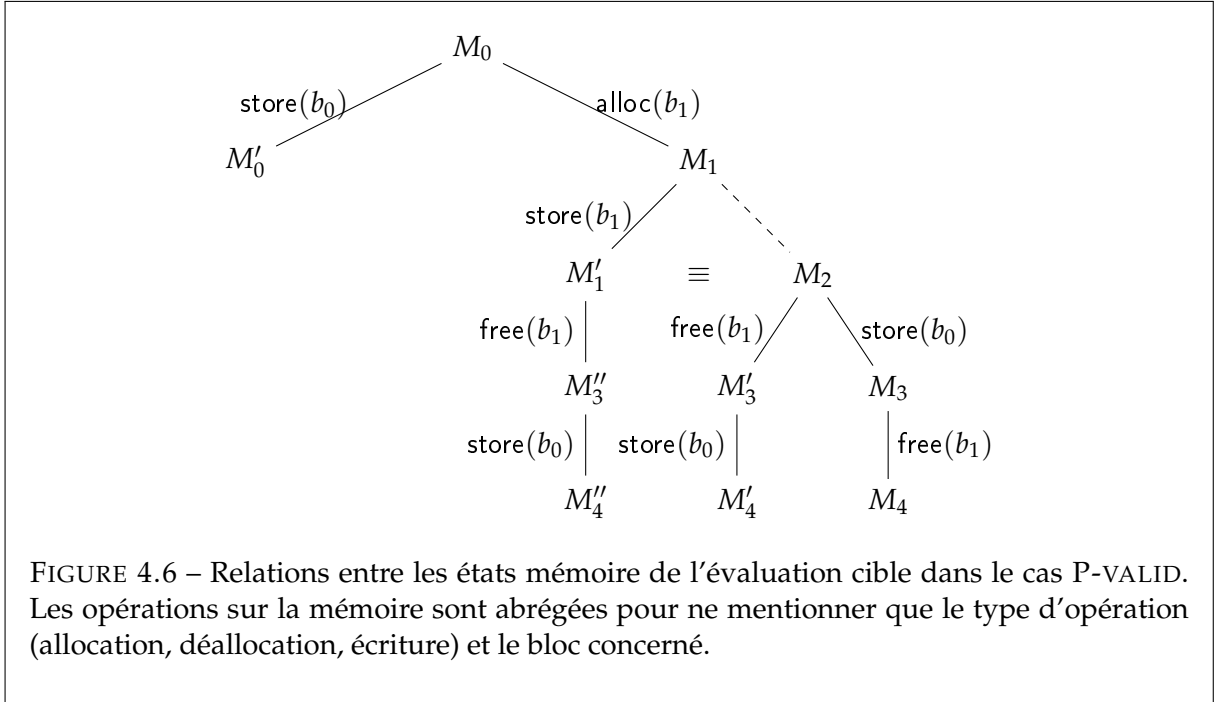 M₀
store(b₀) alloc(b₁)
M′₀ M₁
store(b₁)
M′₁ ≡ M₂
free(b₁) free(b₁) store(b₀)
M″₃ M′₃ M₃
store(b₀) store(b₀) free(b₁)
M″₄ M′₄ M₄
FIGURE 4.6 – Relations entre les états mémoire de l'évaluation cible dans le cas P-VALID.
Les opérations sur la mémoire sont abrégées pour ne mentionner que le type d'opération
(allocation, déallocation, écriture) et le bloc concerné.